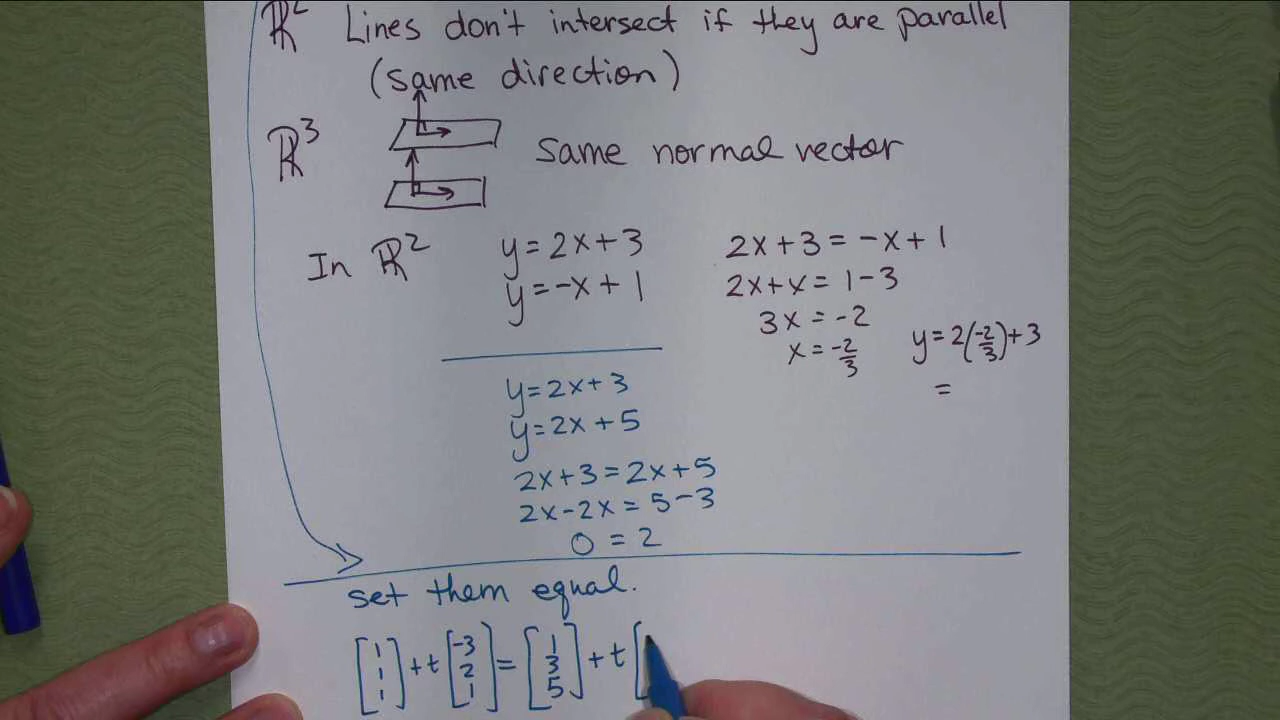 ℝ² Lines don't intersect if they are parallel
(same direction)
ℝ³ same normal vector
In ℝ²
y = 2x + 3
y = -x + 1
2x + 3 = -x + 1
2x + x = 1 - 3
3x = -2
x = -2/3
y = 2(-2/3) + 3
=
y = 2x + 3
y = 2x + 5
2x + 3 = 2x + 5
2x - 2x = 5 - 3
0 = 2
set them equal.
[1 1 1] + t [-3 2 1] = [1 3 5] + t [